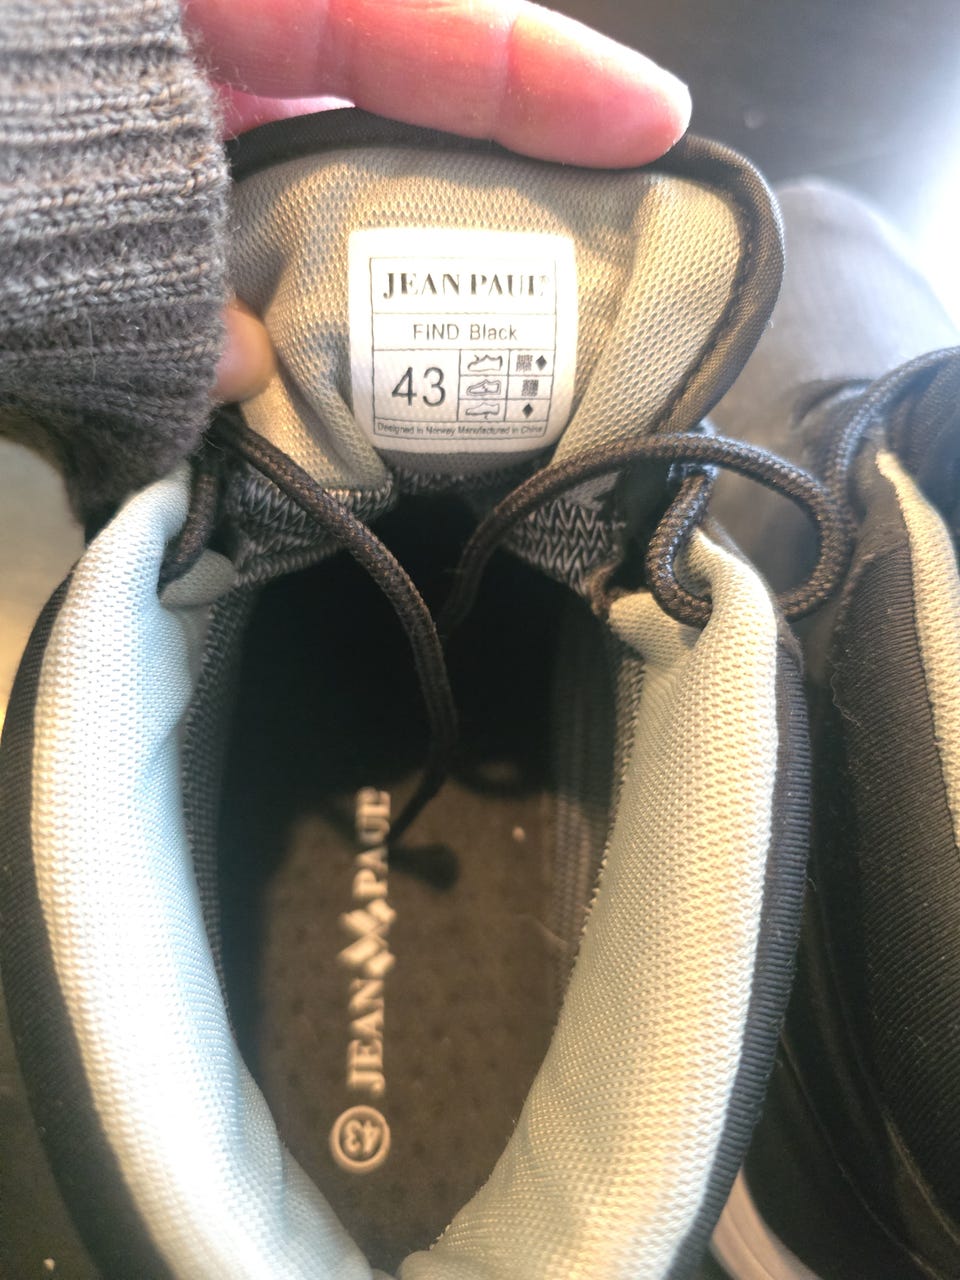 JEAN PAUL®
FIND Black
43
Designed in Norway Manufactured in China
JEAN PAUL
43